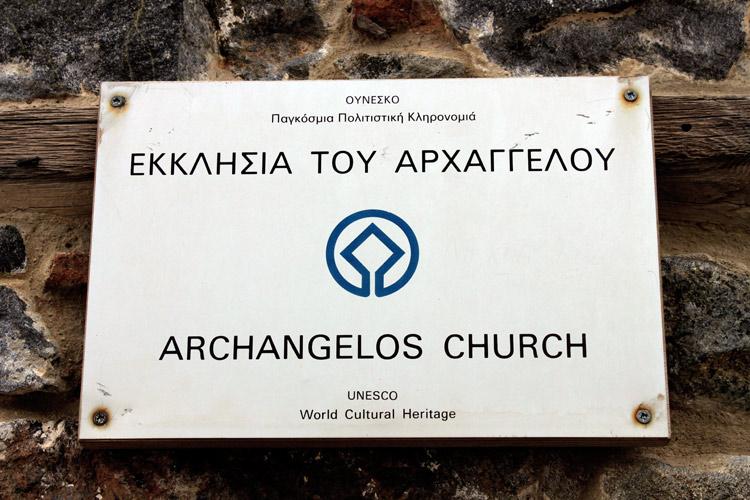 ΟΥΝΕΣΚΟ
Παγκόσμια Πολιτιστική Κληρονομιά
ΕΚΚΛΗΣΙΑ ΤΟΥ ΑΡΧΑΓΓΕΛΟΥ
ARCHANGELOS CHURCH
UNESCO
World Cultural Heritage